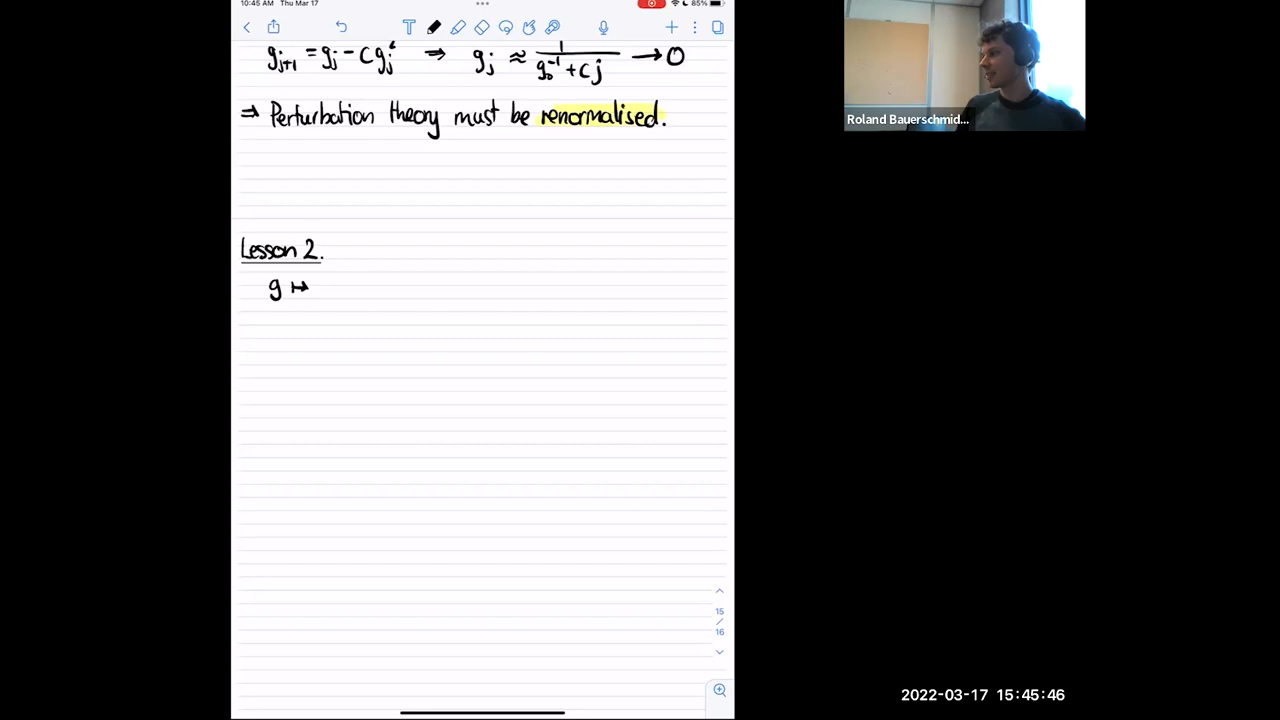 10:45 AM Thu Mar 17
85%
g_{j+1} = g_j - C g_j^2 ⇒ g_j ≈ 1/(g_0^{-1} + Cj) → 0
⇒ Perturbation theory must be renormalised.
Lesson 2.
g ↦
15
/
16
Roland Bauerschmid...
2022-03-17 15:45:46